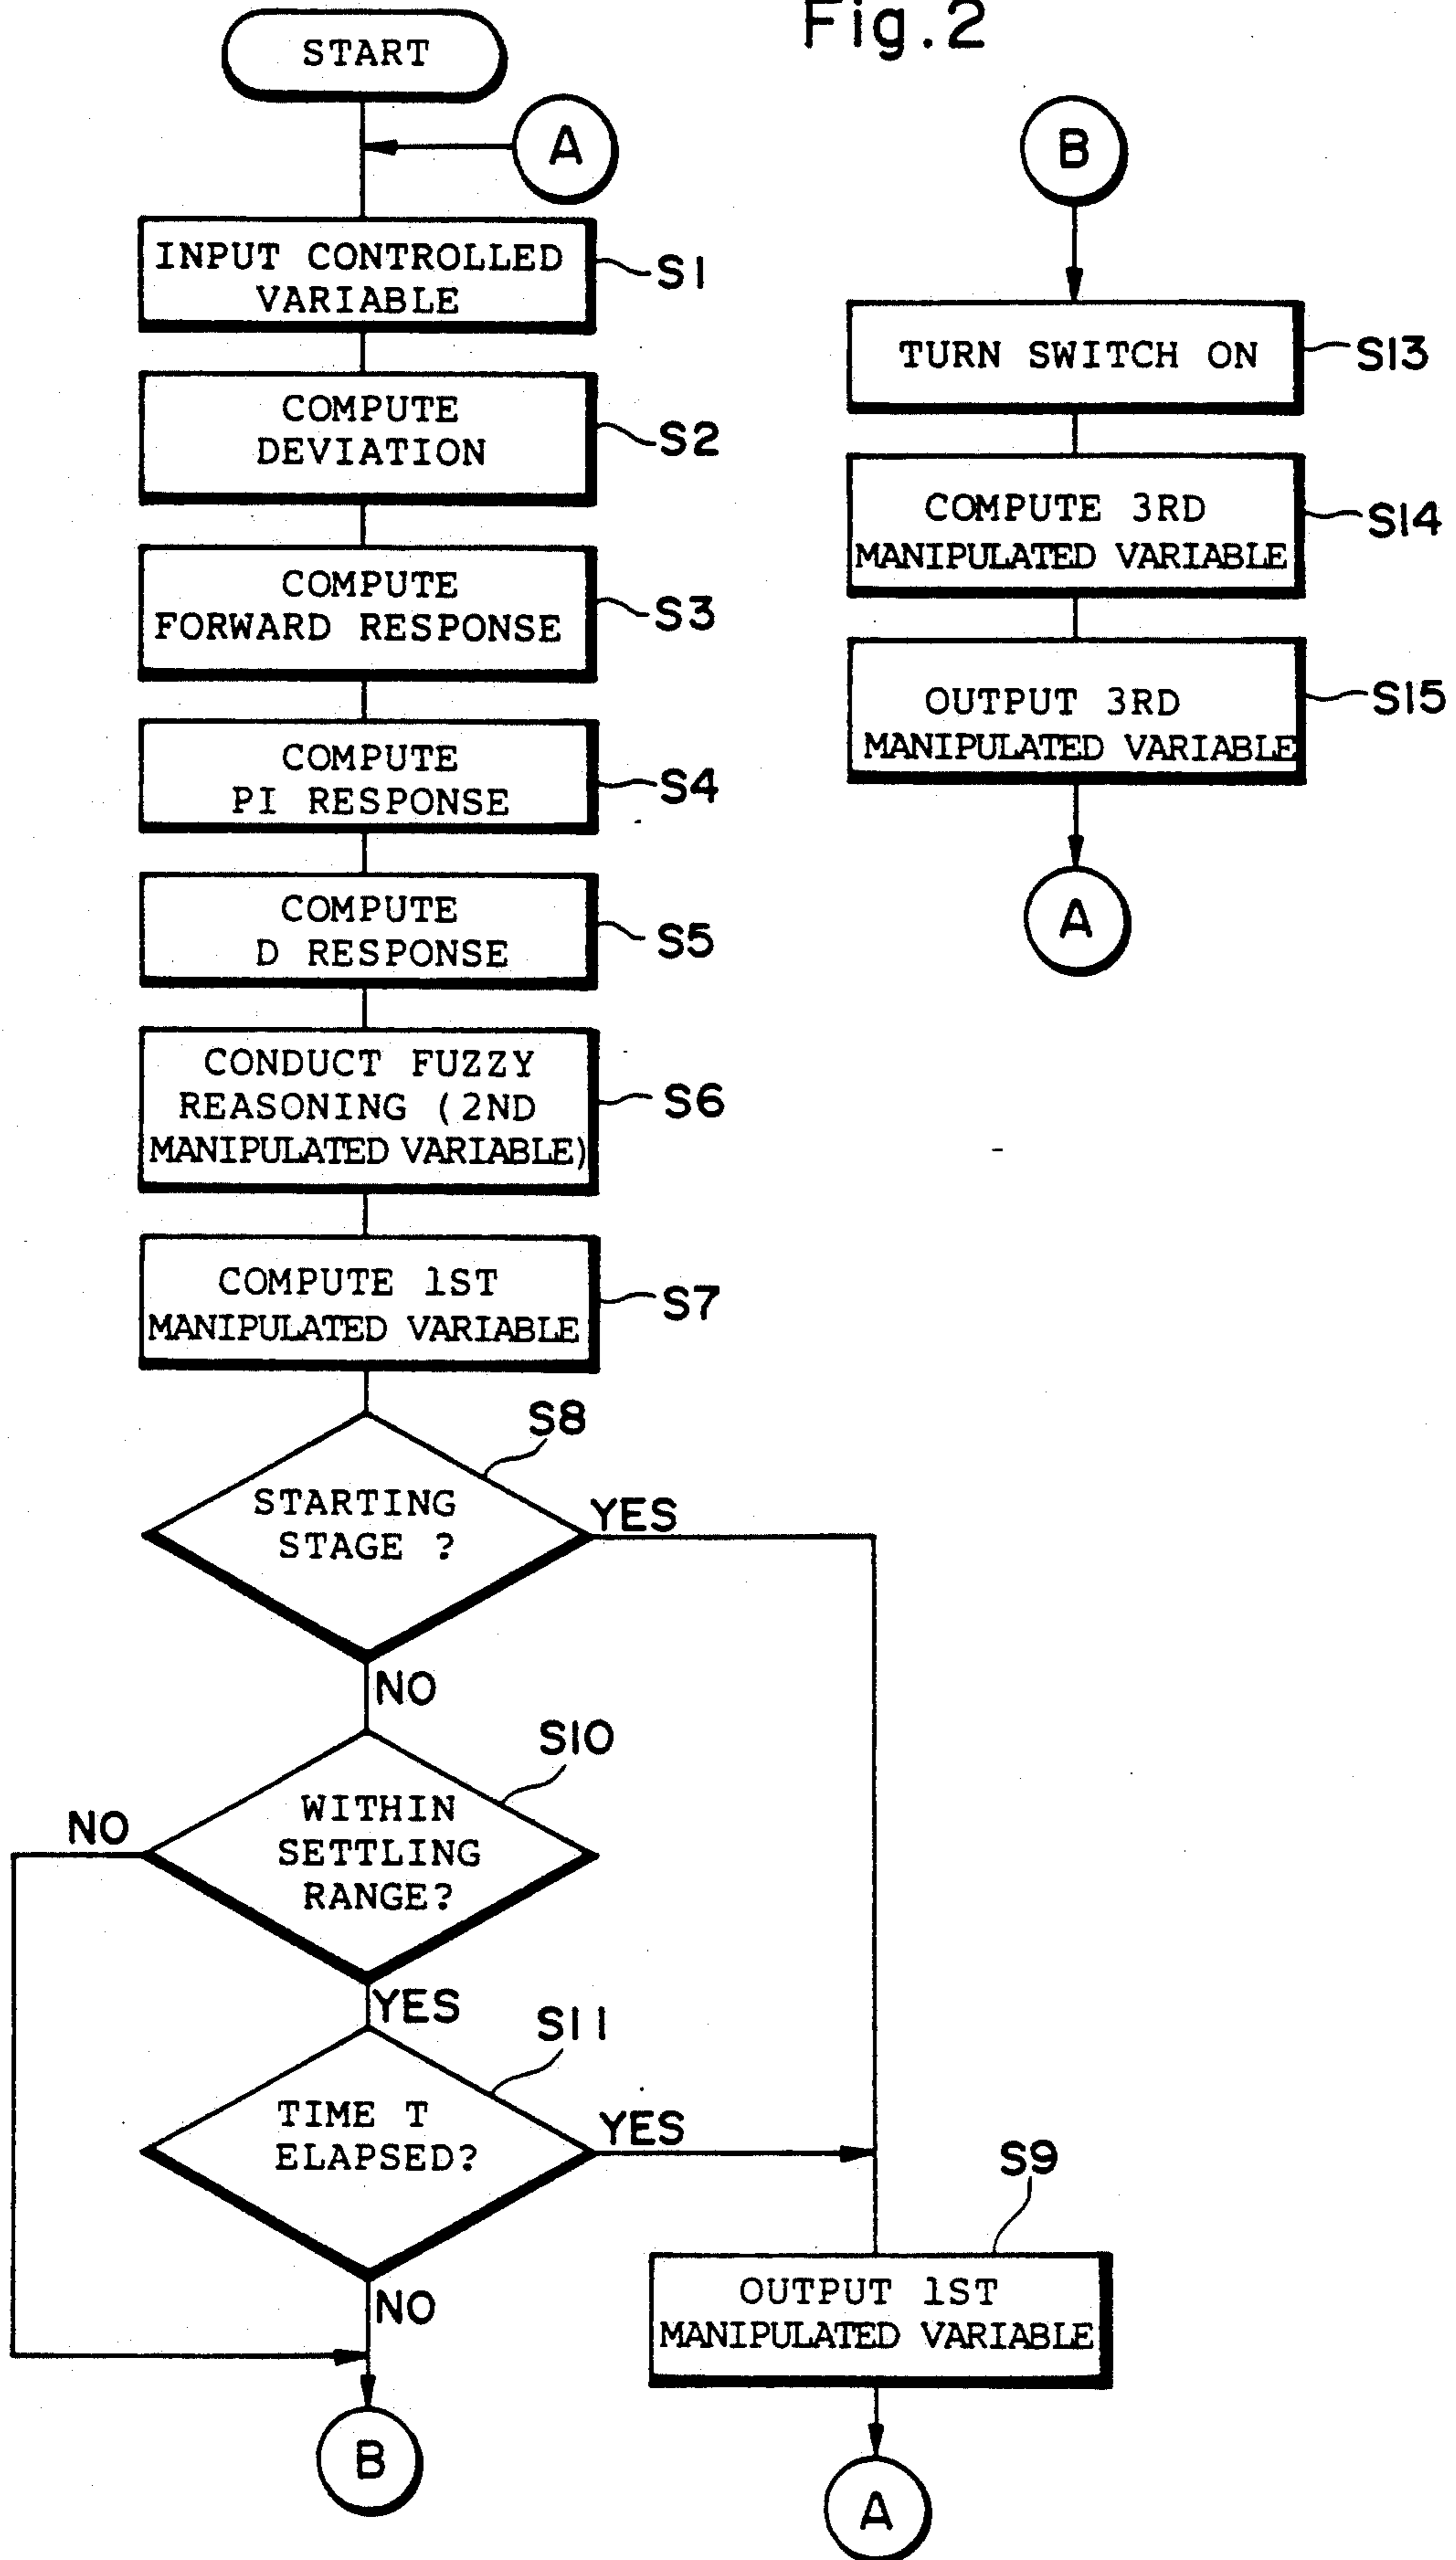 Fig.2
START
A
INPUT CONTROLLED
VARIABLE
S1
COMPUTE
DEVIATION
S2
COMPUTE
FORWARD RESPONSE
S3
COMPUTE
PI RESPONSE
S4
COMPUTE
D RESPONSE
S5
CONDUCT FUZZY
REASONING (2ND
MANIPULATED VARIABLE)
S6
COMPUTE 1ST
MANIPULATED VARIABLE
S7
S8
STARTING
STAGE ?
YES
NO
S10
WITHIN
SETTLING
RANGE?
NO
YES
S11
TIME T
ELAPSED?
YES
NO
B
S9
OUTPUT 1ST
MANIPULATED VARIABLE
A
B
TURN SWITCH ON
S13
COMPUTE 3RD
MANIPULATED VARIABLE
S14
OUTPUT 3RD
MANIPULATED VARIABLE
S15
A